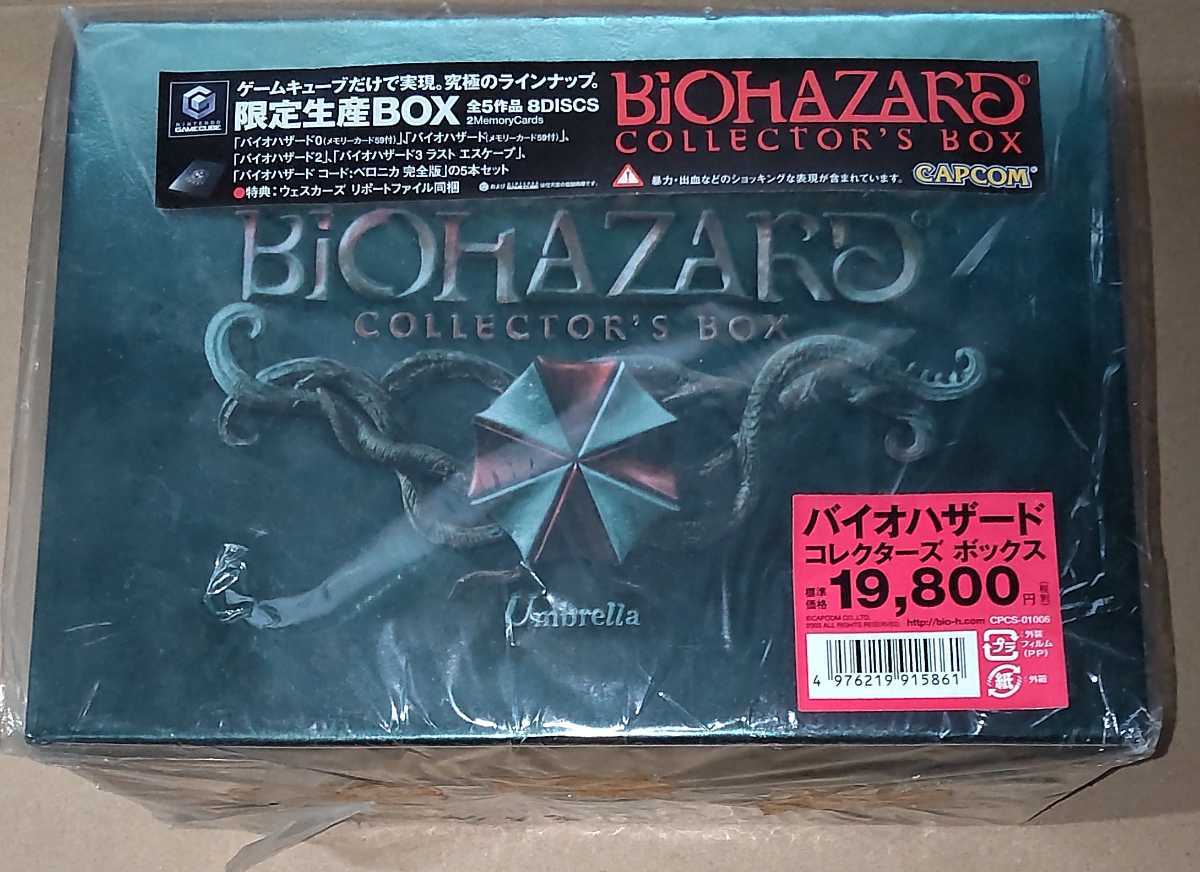 ゲームキューブだけで実現。究極のラインナップ。
NINTENDO
GAMECUBE
限定生産BOX 全5作品 8DISCS
2MemoryCards
「バイオハザード0(メモリーカード59付)」、「バイオハザード(メモリーカード59付)」、
「バイオハザード2」、「バイオハザード3 ラスト エスケープ」、
「バイオハザード コード:ベロニカ 完全版」の5本セット
●特典:ウェスカーズ リポートファイル同梱
BIOHAZARD®
COLLECTOR'S BOX
暴力・出血などのショッキングな表現が含まれています。
CAPCOM®
BIOHAZARD®
COLLECTOR'S BOX
Umbrella
バイオハザード
コレクターズ ボックス
標準価格 19,800円(税別)
©CAPCOM CO.,LTD.
2003 ALL RIGHTS RESERVED. http://bio-h.com CPCS-01006
4 976219 915861
プラ :外装フィルム(PP)
紙 :外箱